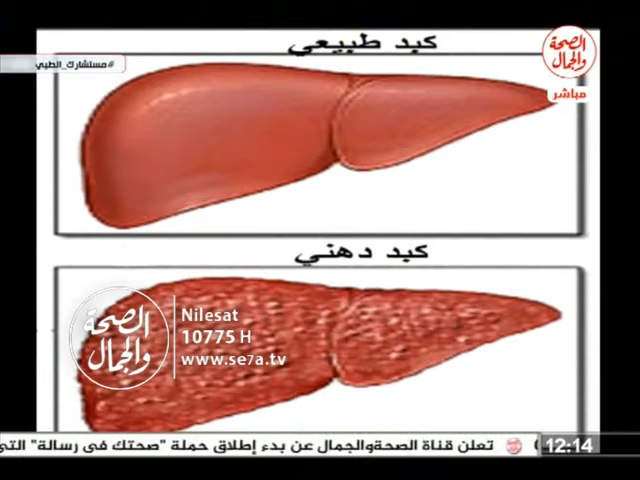 كبد طبيعي
الصحة
والجمال
مباشر
#مستشارك_الطبي
كبد دهني
الصحة
والجمال
Nilesat
10775 H
www.se7a.tv
تعلن قناة الصحةوالجمال عن بدء إطلاق حملة "صحتك فى رسالة" التي
12:14